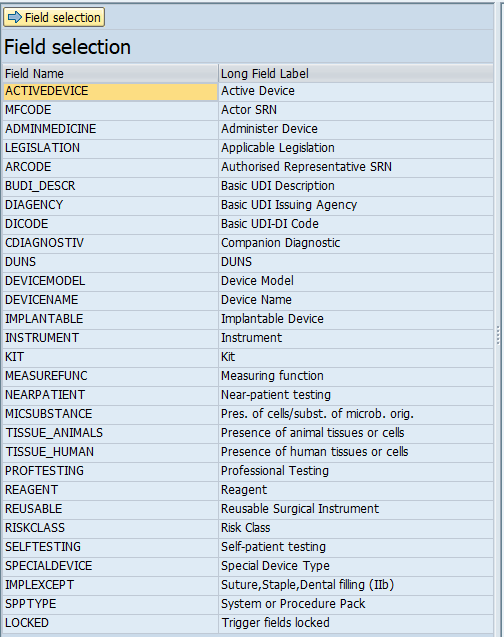 Field selection
Field selection
Field Name Long Field Label
ACTIVEDEVICE Active Device
MFCODE Actor SRN
ADMINMEDICINE Administer Device
LEGISLATION Applicable Legislation
ARCODE Authorised Representative SRN
BUDI_DESCR Basic UDI Description
DIAGENCY Basic UDI Issuing Agency
DICODE Basic UDI-DI Code
CDIAGNOSTIV Companion Diagnostic
DUNS DUNS
DEVICEMODEL Device Model
DEVICENAME Device Name
IMPLANTABLE Implantable Device
INSTRUMENT Instrument
KIT Kit
MEASUREFUNC Measuring function
NEARPATIENT Near-patient testing
MICSUBSTANCE Pres. of cells/subst. of microb. orig.
TISSUE_ANIMALS Presence of animal tissues or cells
TISSUE_HUMAN Presence of human tissues or cells
PROFTESTING Professional Testing
REAGENT Reagent
REUSABLE Reusable Surgical Instrument
RISKCLASS Risk Class
SELFTESTING Self-patient testing
SPECIALDEVICE Special Device Type
IMPLEXCEPT Suture,Staple,Dental filling (IIb)
SPPTYPE System or Procedure Pack
LOCKED Trigger fields locked